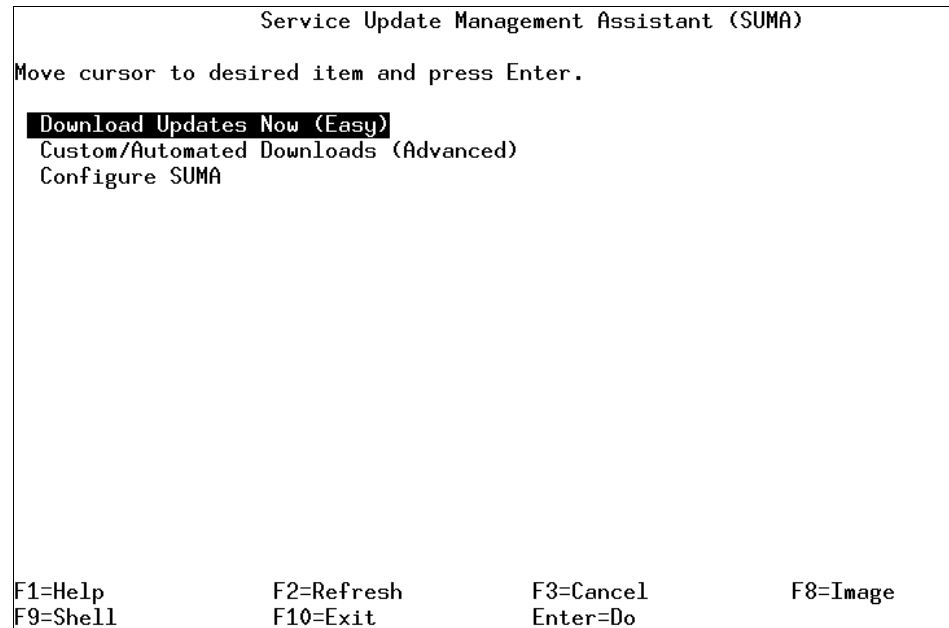 Service Update Management Assistant (SUMA)
Move cursor to desired item and press Enter.
Download Updates Now (Easy)
Custom/Automated Downloads (Advanced)
Configure SUMA
F1=Help F2=Refresh F3=Cancel F8=Image
F9=Shell F10=Exit Enter=Do